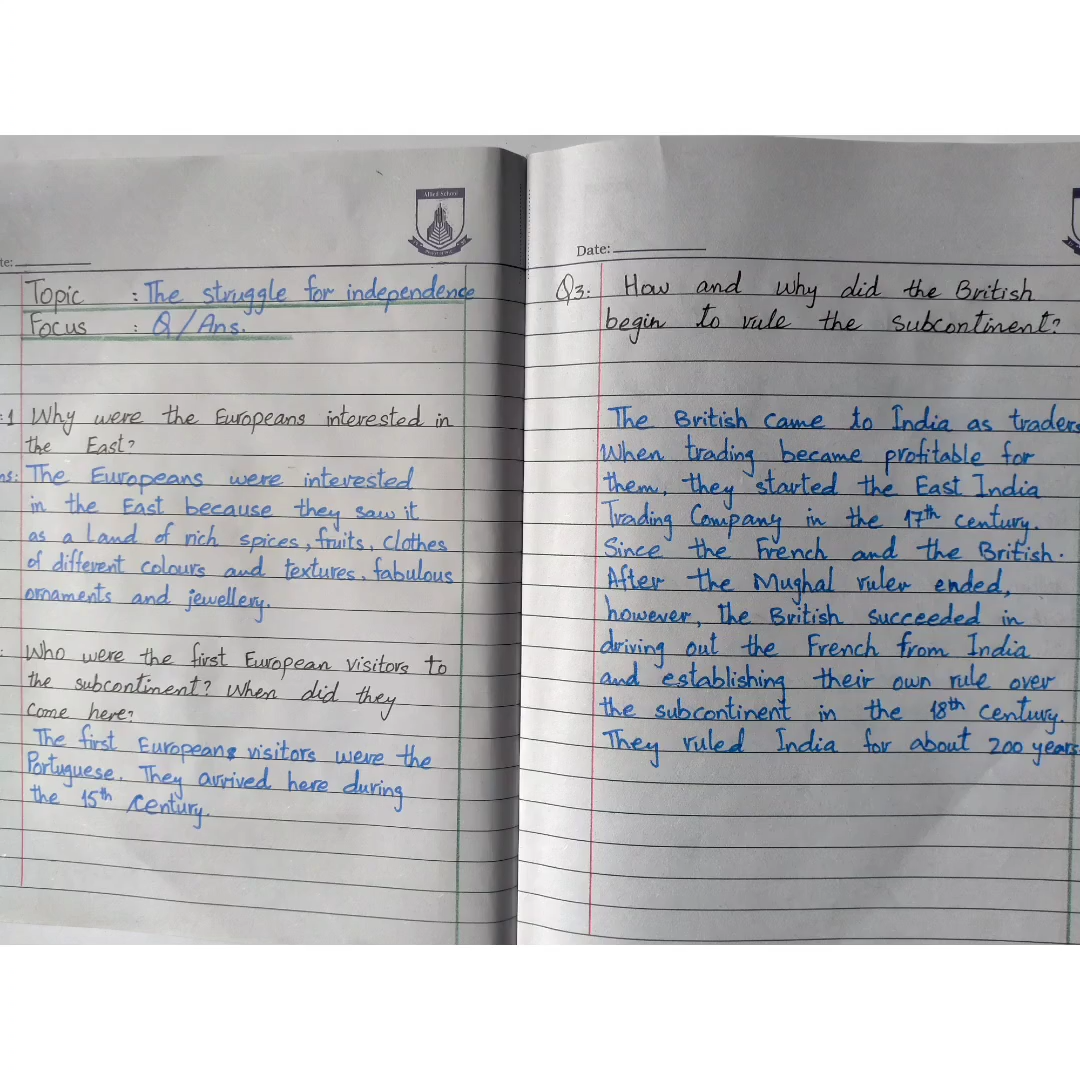 Allied School
te:
Topic : The struggle for independence
Focus : Q/Ans.
:1 Why were the Europeans interested in
the East?
ns: The Europeans were interested
in the East because they saw it
as a land of rich spices, fruits, clothes
of different colours and textures, fabulous
ornaments and jewellery.
: Who were the first European visitors to
the subcontinent? When did they
come here?
The first Europeans visitors were the
Portuguese. They arrived here during
the 15th century.
Date:
Q3: How and why did the British
begin to rule the subcontinent?
The British came to India as traders
When trading became profitable for
them, they started the East India
Trading Company in the 17th century.
Since the French and the British.
After the Mughal ruler ended,
however, the British succeeded in
driving out the French from India
and establishing their own rule over
the subcontinent in the 18th century.
They ruled India for about 200 years.